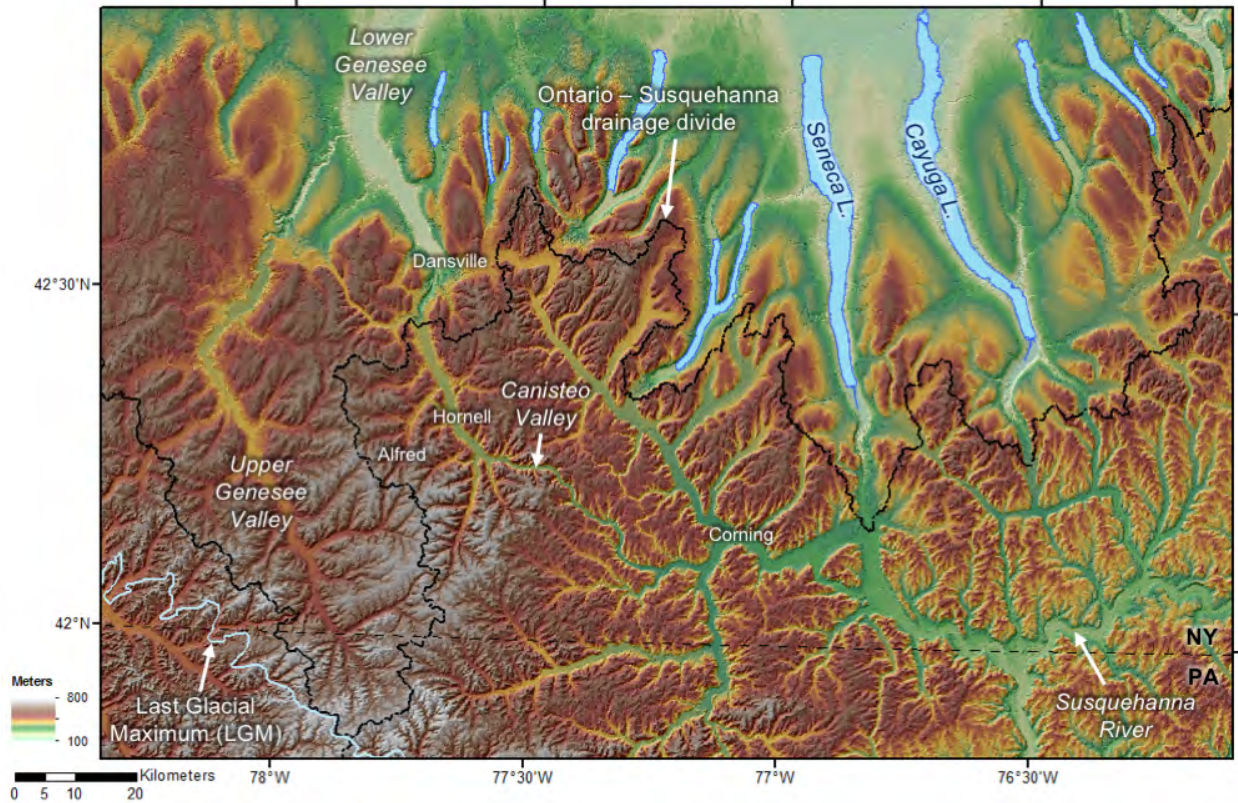 Lower
Genesee
Valley
Ontario – Susquehanna
drainage divide
Seneca L.
Cayuga L.
42°30'N
Dansville
Canisteo
Valley
Hornell
Alfred
Upper
Genesee
Valley
Corning
42°N
NY
PA
Meters
800
100
Last Glacial
Maximum (LGM)
Susquehanna
River
Kilometers
0 5 10 20
78°W
77°30'W
77°W
76°30'W